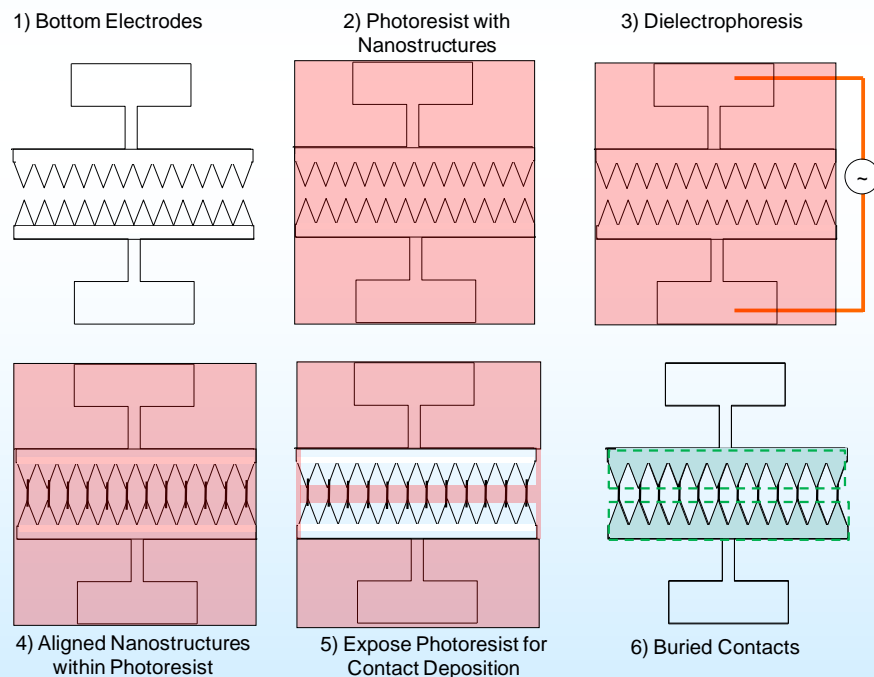 1) Bottom Electrodes
2) Photoresist with
Nanostructures
3) Dielectrophoresis
~
4) Aligned Nanostructures
within Photoresist
5) Expose Photoresist for
Contact Deposition
6) Buried Contacts